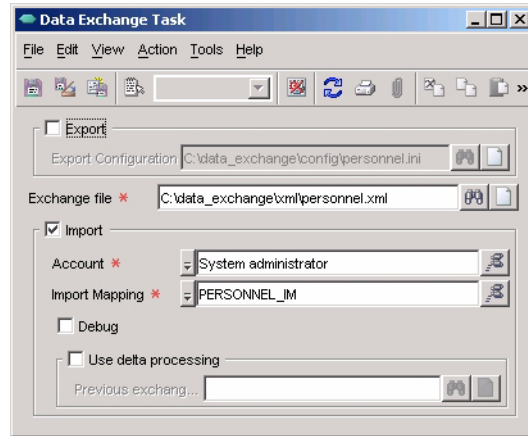 Data Exchange Task
File Edit View Action Tools Help
Export
Export Configuration C:\data_exchange\config\personnel.ini
Exchange file * C:\data_exchange\xml\personnel.xml
Import
Account * System administrator
Import Mapping * PERSONNEL_IM
Debug
Use delta processing
Previous exchang...